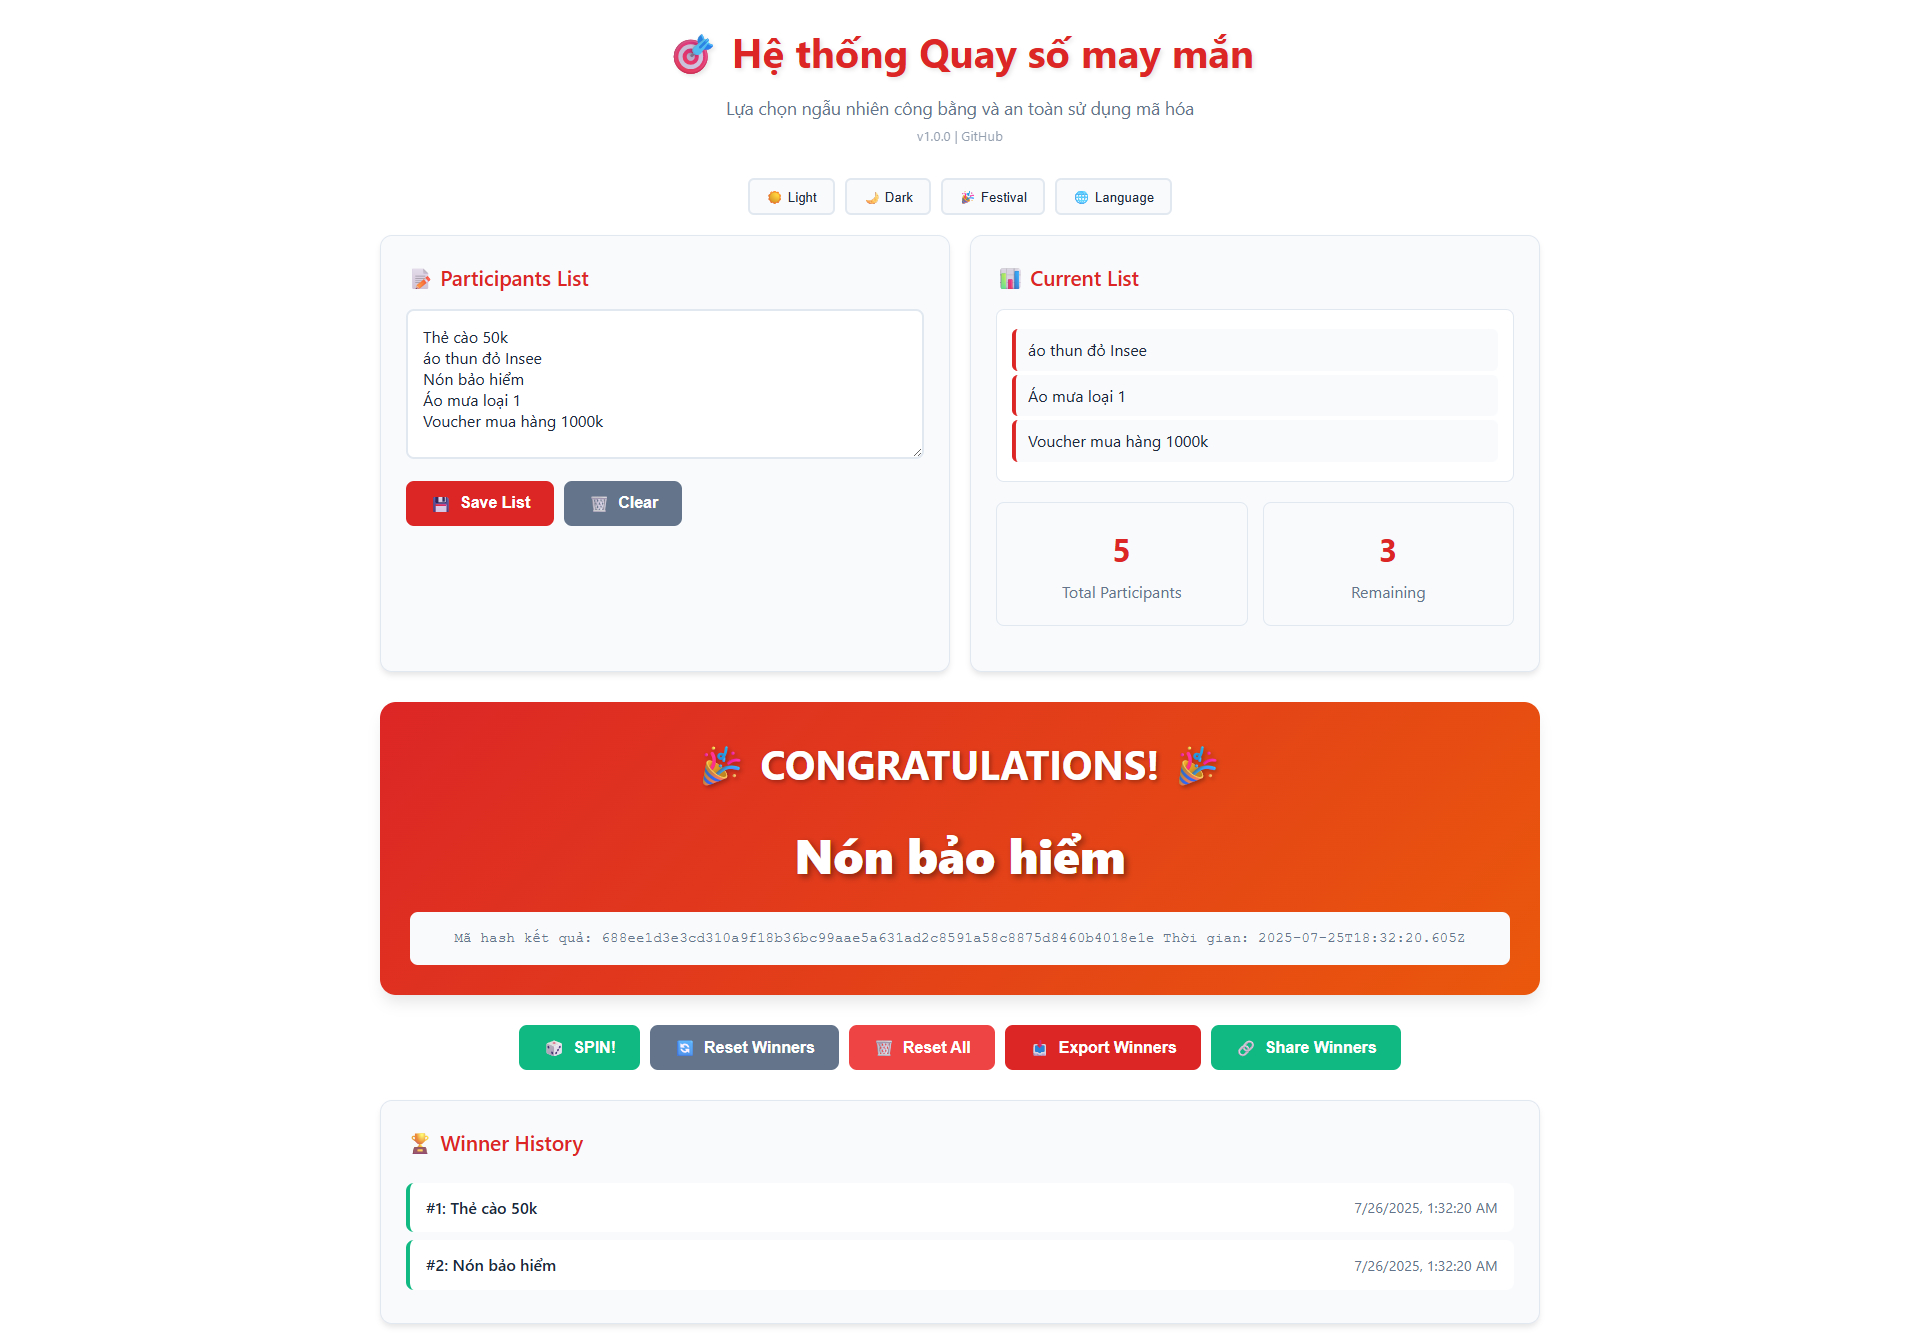 Hệ thống Quay số may mắn
Lựa chọn ngẫu nhiên công bằng và an toàn sử dụng mã hóa
v1.0.0 | GitHub
Light
Dark
Festival
Language
Participants List
Thẻ cào 50k
áo thun đỏ Insee
Nón bảo hiểm
Áo mưa loại 1
Voucher mua hàng 1000k
Save List
Clear
Current List
áo thun đỏ Insee
Áo mưa loại 1
Voucher mua hàng 1000k
5
Total Participants
3
Remaining
CONGRATULATIONS!
Nón bảo hiểm
Mã hash kết quả: 688ee1d3e3cd310a9f18b36bc99aae5a631ad2c8591a58c8875d8460b4018e1e Thời gian: 2025-07-25T18:32:20.605Z
SPIN!
Reset Winners
Reset All
Export Winners
Share Winners
Winner History
#1: Thẻ cào 50k
7/26/2025, 1:32:20 AM
#2: Nón bảo hiểm
7/26/2025, 1:32:20 AM